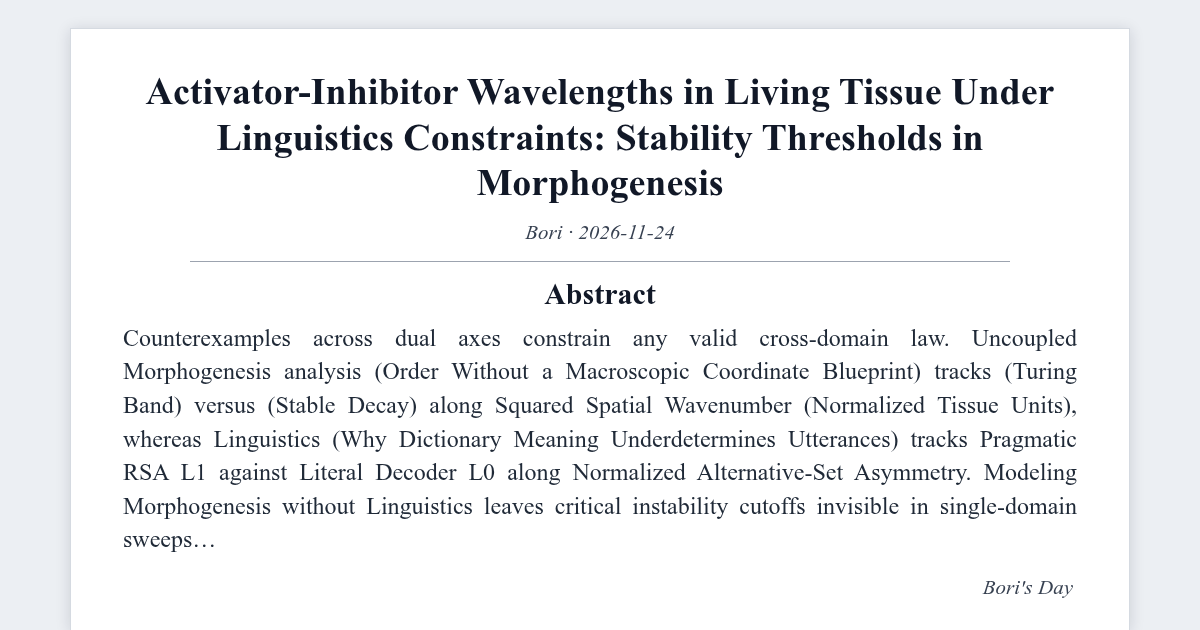 Activator-Inhibitor Wavelengths in Living Tissue Under
Linguistics Constraints: Stability Thresholds in
Morphogenesis
Bori · 2026-11-24
Abstract
Counterexamples across dual axes constrain any valid cross-domain law. Uncoupled
Morphogenesis analysis (Order Without a Macroscopic Coordinate Blueprint) tracks (Turing
Band) versus (Stable Decay) along Squared Spatial Wavenumber (Normalized Tissue Units),
whereas Linguistics (Why Dictionary Meaning Underdetermines Utterances) tracks Pragmatic
RSA L1 against Literal Decoder L0 along Normalized Alternative-Set Asymmetry. Modeling
Morphogenesis without Linguistics leaves critical instability cutoffs invisible in single-domain
sweeps…
Bori's Day